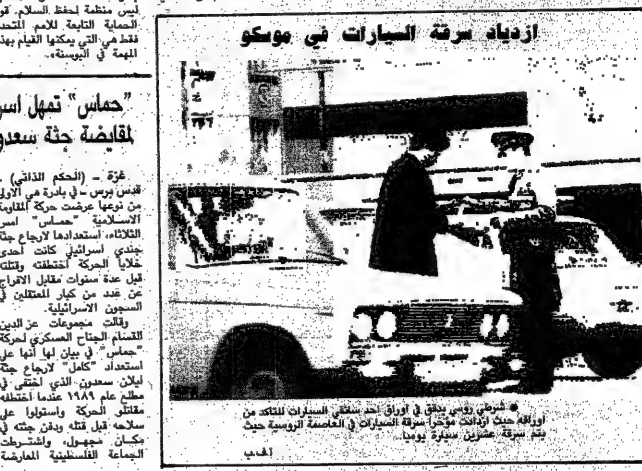 ازدياد سرقة السيارات في موسكو
● شرطي روسي يدقق في اوراق احد سائقي السيارات للتأكد من
اوراقه حيث ازدادت مؤخرا سرقة السيارات في العاصمة الروسية حيث
يتم سرقة عشرين سيارة يوميا.
أ ف ب
ليس منظمة لحفظ السلام. قو
الحماية التابعة للأمم المتحد
فقط هي التي يمكنها القيام بهذ
المهمة في البوسنة».
"حماس" تمهل اسر
لمقايضة جثة سعدو
غزة - (الحكم الذاتي) -
قدس برس - في بادرة هي الأولى
من نوعها عرضت حركة المقاومة
الاسلامية "حماس" امس
الثلاثاء، استعدادها لارجاع جثة
جندي اسرائيلي كانت احدى
خلايا الحركة اختطفته وقتلته
قبل عدة سنوات مقابل الافراج
عن عدد من كبار المعتقلين في
السجون الاسرائيلية.
وقالت مجموعات عز الدين
القسام الجناح العسكري لحركة
"حماس" في بيان لها أنها على
استعداد "كامل" لارجاع جثة
ايلان سعدون الذي اختفى في
مطلع عام ١٩٨٩ عندما اختطفه
مقاتلو الحركة واستولوا على
سلاحه قبل قتله ودفن جثته في
مكان مجهول، واشترطت
الجماعة الفلسطينية المعارضة